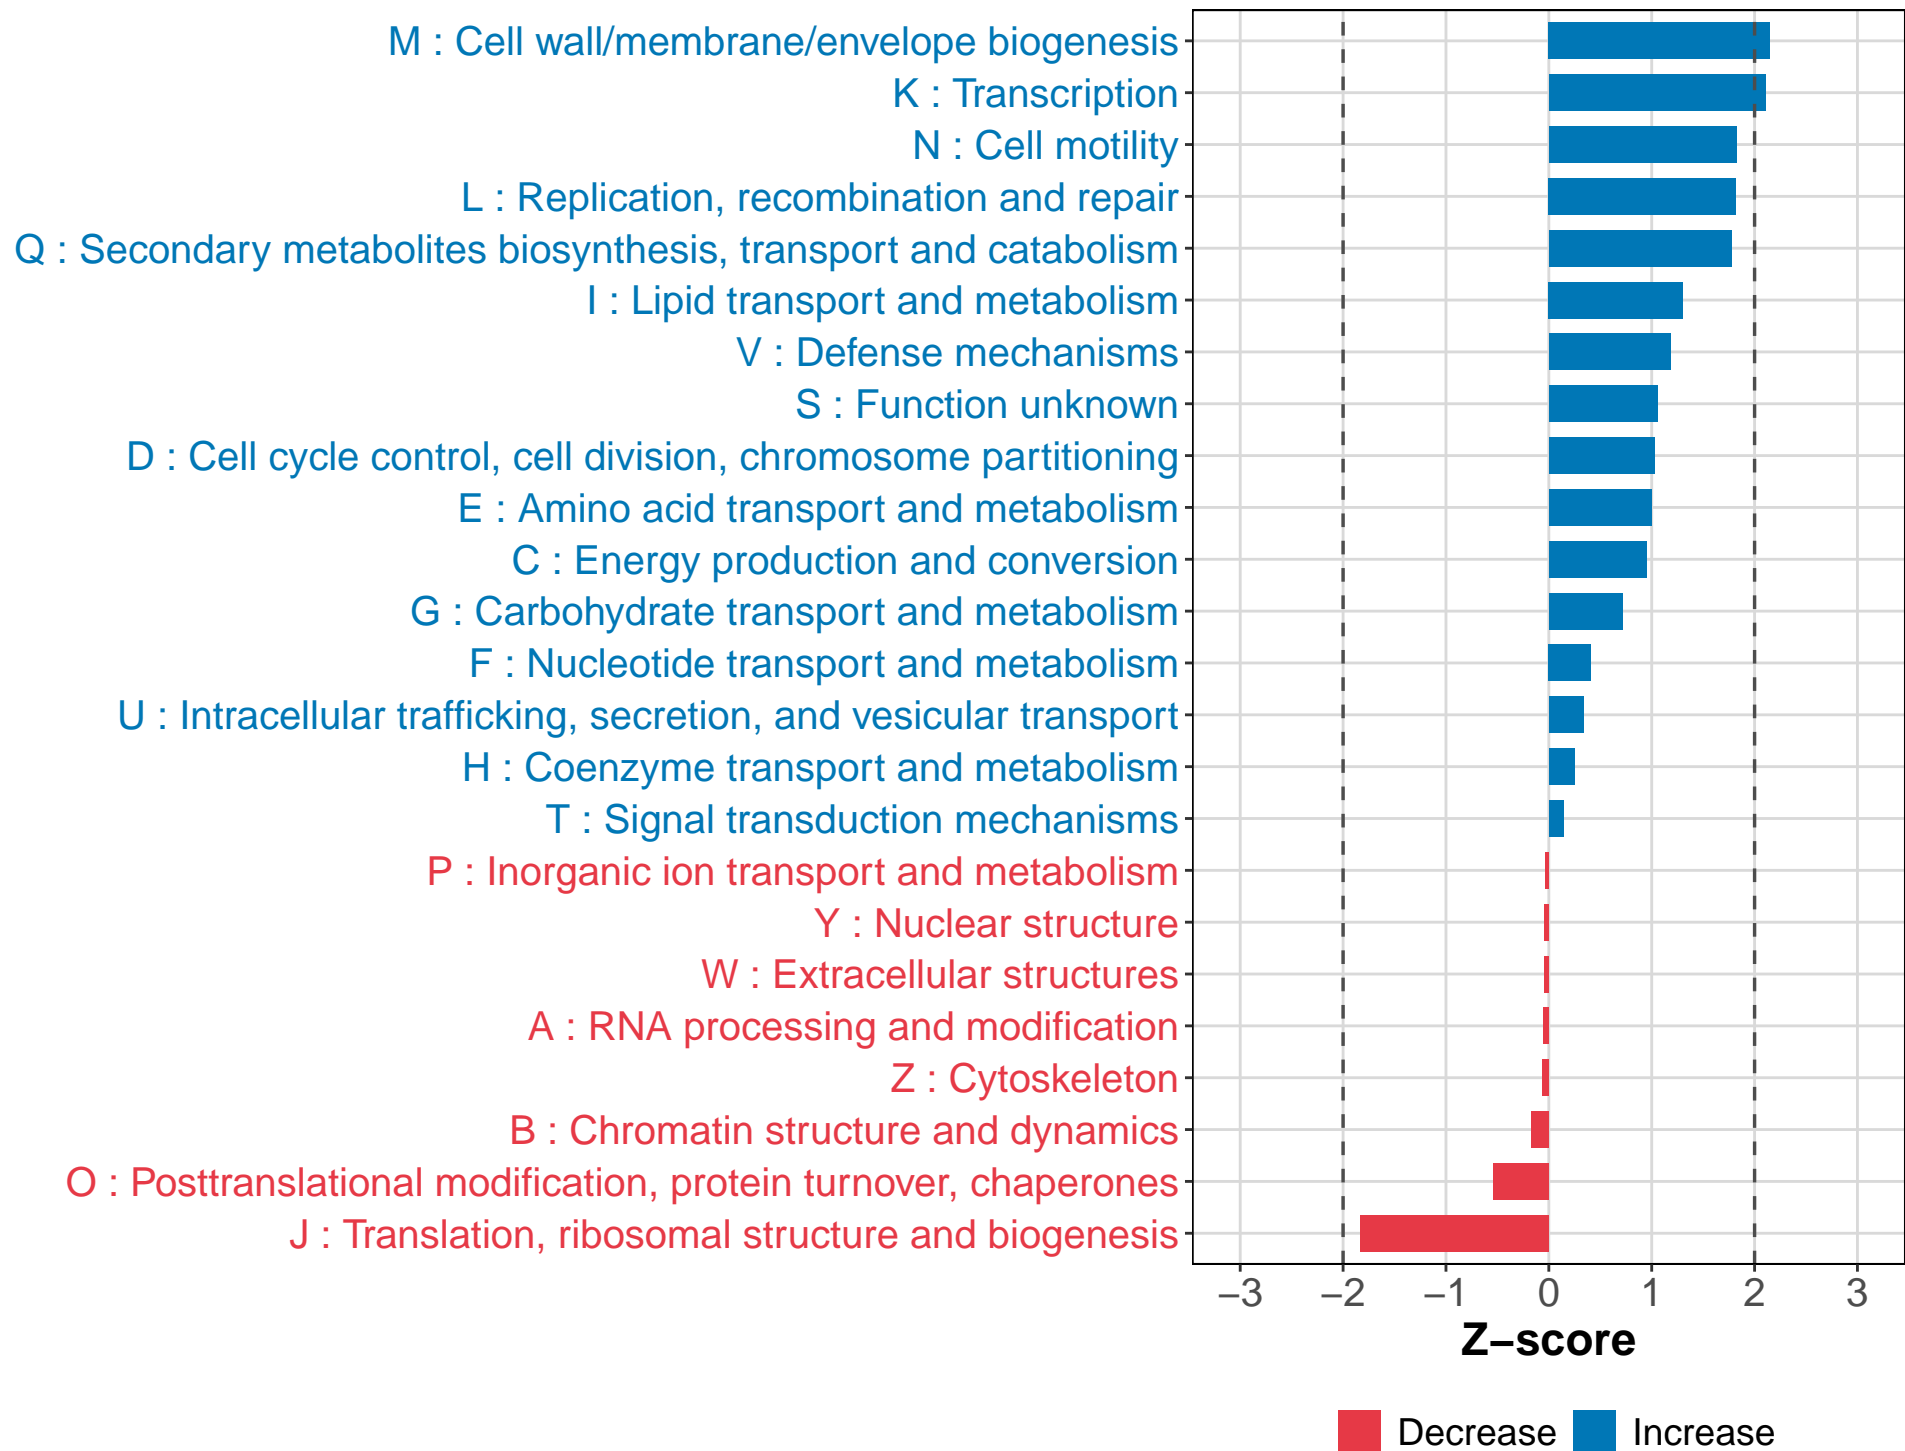 M : Cell wall/membrane/envelope biogenesis
K : Transcription
N : Cell motility
L : Replication, recombination and repair
Q : Secondary metabolites biosynthesis, transport and catabolism
I : Lipid transport and metabolism
V : Defense mechanisms
S : Function unknown
D : Cell cycle control, cell division, chromosome partitioning
E : Amino acid transport and metabolism
C : Energy production and conversion
G : Carbohydrate transport and metabolism
F : Nucleotide transport and metabolism
U : Intracellular trafficking, secretion, and vesicular transport
H : Coenzyme transport and metabolism
T : Signal transduction mechanisms
P : Inorganic ion transport and metabolism
Y : Nuclear structure
W : Extracellular structures
A : RNA processing and modification
Z : Cytoskeleton
B : Chromatin structure and dynamics
O : Posttranslational modification, protein turnover, chaperones
J : Translation, ribosomal structure and biogenesis
−3 −2 −1 0 1 2 3
Z−score
Decrease Increase